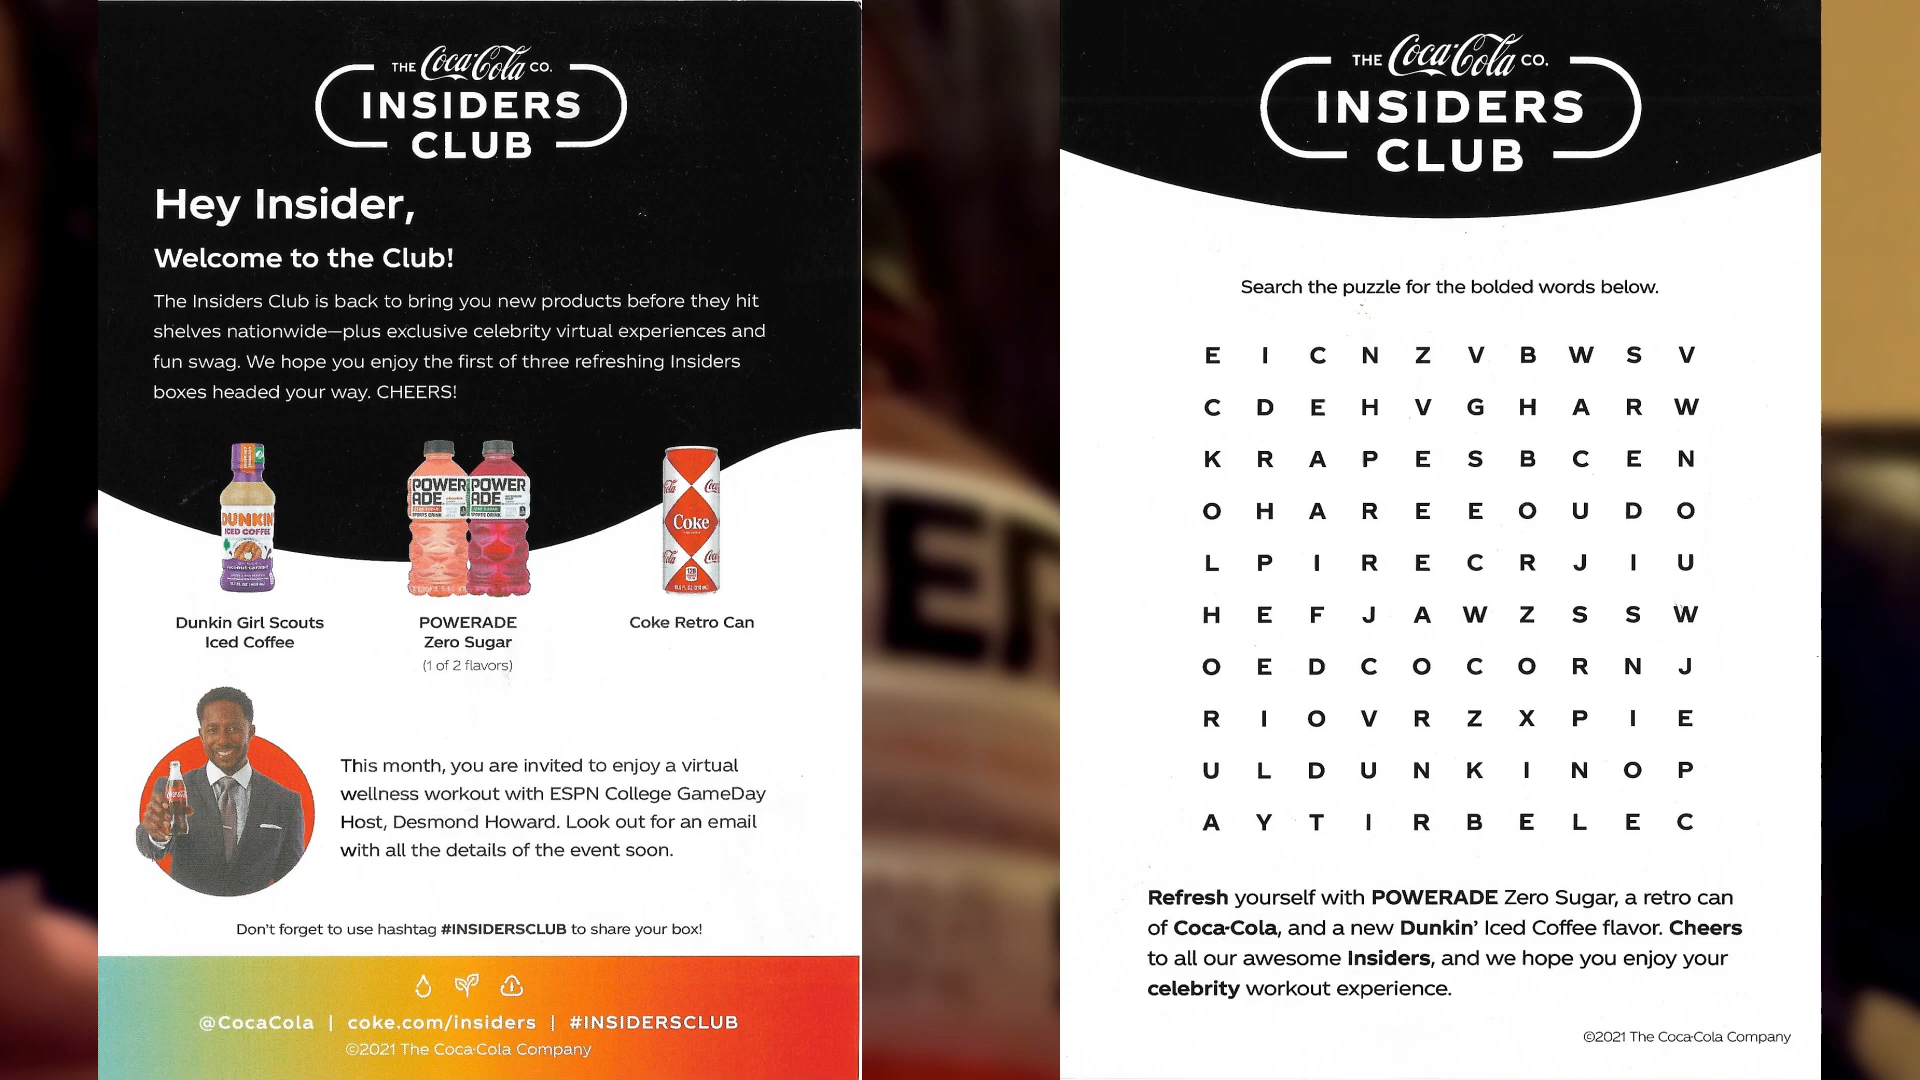 THE Coca-Cola CO.
INSIDERS
CLUB
Hey Insider,
Welcome to the Club!
The Insiders Club is back to bring you new products before they hit
shelves nationwide—plus exclusive celebrity virtual experiences and
fun swag. We hope you enjoy the first of three refreshing Insiders
boxes headed your way. CHEERS!
DUNKIN'
ICED COFFEE
POWER
ADE
POWER
ADE
Coke
Dunkin Girl Scouts
Iced Coffee
POWERADE
Zero Sugar
(1 of 2 flavors)
Coke Retro Can
This month, you are invited to enjoy a virtual
wellness workout with ESPN College GameDay
Host, Desmond Howard. Look out for an email
with all the details of the event soon.
Don't forget to use hashtag #INSIDERSCLUB to share your box!
@CocaCola | coke.com/insiders | #INSIDERSCLUB
©2021 The Coca-Cola Company
THE Coca-Cola CO.
INSIDERS
CLUB
Search the puzzle for the bolded words below.
E I C N Z V B W S V
C D E H V G H A R W
K R A P E S B C E N
O H A R E E O U D O
L P I R E C R J I U
H E F J A W Z S S W
O E D C O C O R N J
R I O V R Z X P I E
U L D U N K I N O P
A Y T I R B E L E C
Refresh yourself with POWERADE Zero Sugar, a retro can
of Coca-Cola, and a new Dunkin' Iced Coffee flavor. Cheers
to all our awesome Insiders, and we hope you enjoy your
celebrity workout experience.
©2021 The Coca-Cola Company